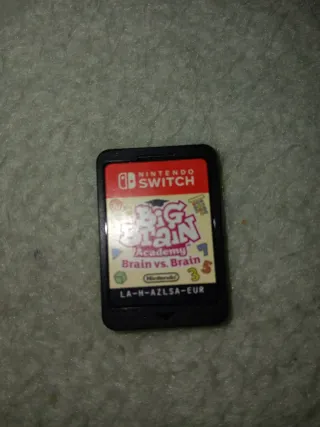 NINTENDO
SWITCH
BiG
BRAiN
Academy
Brain vs. Brain
Nintendo
LA-H-AZLSA-EUR